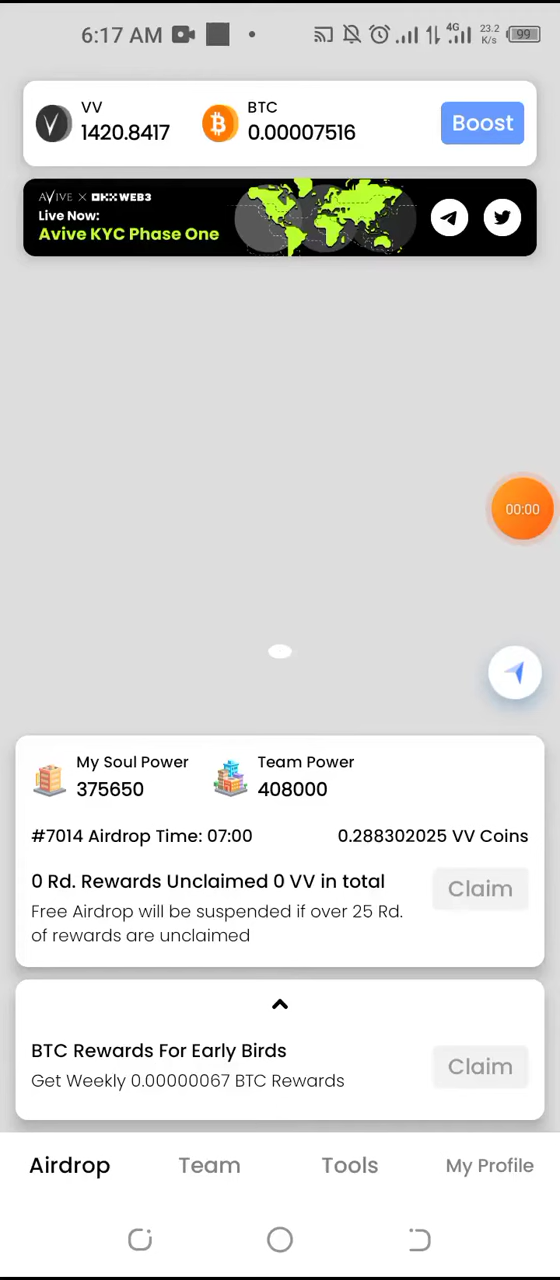 6:17 AM
4G
23.2
K/s
99
VV
1420.8417
BTC
0.00007516
Boost
AVIVE X OKX WEB3
Live Now:
Avive KYC Phase One
00:00
My Soul Power
375650
Team Power
408000
#7014 Airdrop Time: 07:00
0.288302025 VV Coins
0 Rd. Rewards Unclaimed 0 VV in total
Claim
Free Airdrop will be suspended if over 25 Rd.
of rewards are unclaimed
BTC Rewards For Early Birds
Get Weekly 0.00000067 BTC Rewards
Claim
Airdrop
Team
Tools
My Profile